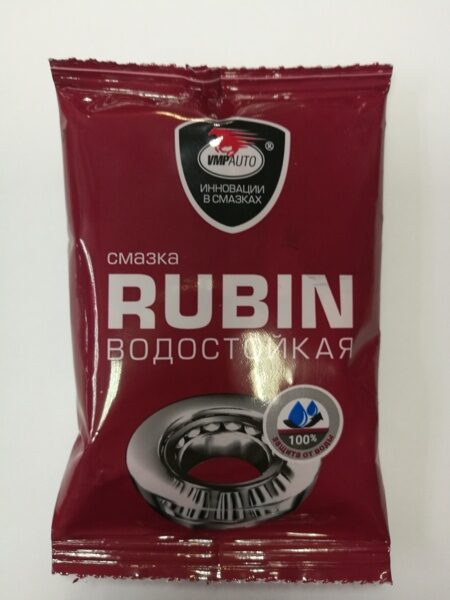 VMPAUTO
®
ИННОВАЦИИ
В СМАЗКАХ
смазка
RUBIN
ВОДОСТОЙКАЯ
100%
ЗАЩИТА ОТ ВОДЫ